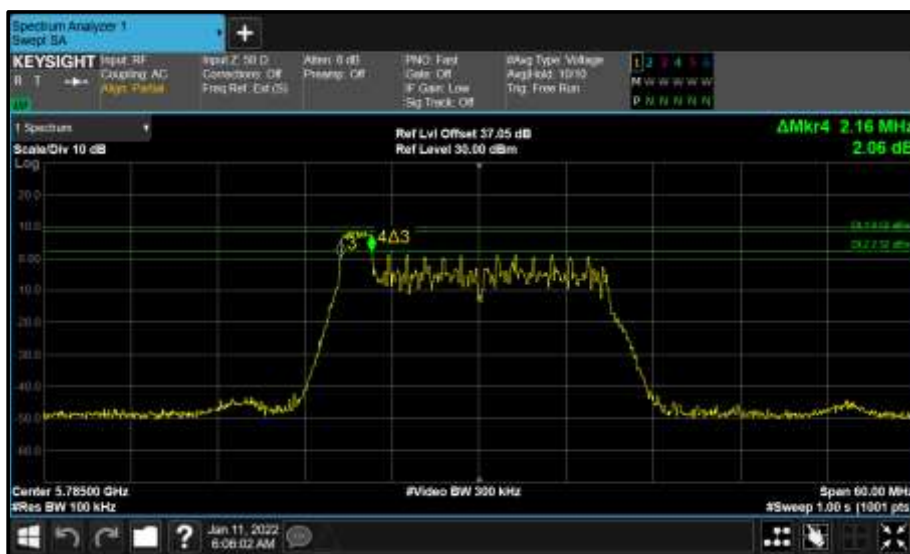 Spectrum Analyzer 1
Swept SA
+
KEYSIGHT Input: RF
R T Coupling: AC
Align: Partial
Input Z: 50 Ω
Corrections: Off
Freq Ref: Ext (S)
Atten: 0 dB
Preamp: Off
PNO: Fast
Gate: Off
IF Gain: Low
Sig Track: Off
#Avg Type: Voltage
Avg|Hold: 10/10
Trig: Free Run
1 2 3 4 5 6
M W W W W W
P N N N N N
1 Spectrum
Scale/Div 10 dB
Ref Lvl Offset 37.05 dB
Ref Level 30.00 dBm
ΔMkr4 2.16 MHz
2.06 dB
Log
20.0
10.0
0.00
-10.0
-20.0
-30.0
-40.0
-50.0
-60.0
3
4Δ3
Center 5.78500 GHz
#Res BW 100 kHz
#Video BW 300 kHz
Span 60.00 MHz
#Sweep 1.00 s (1001 pts)
?
Jan 11, 2022
6:06:02 AM